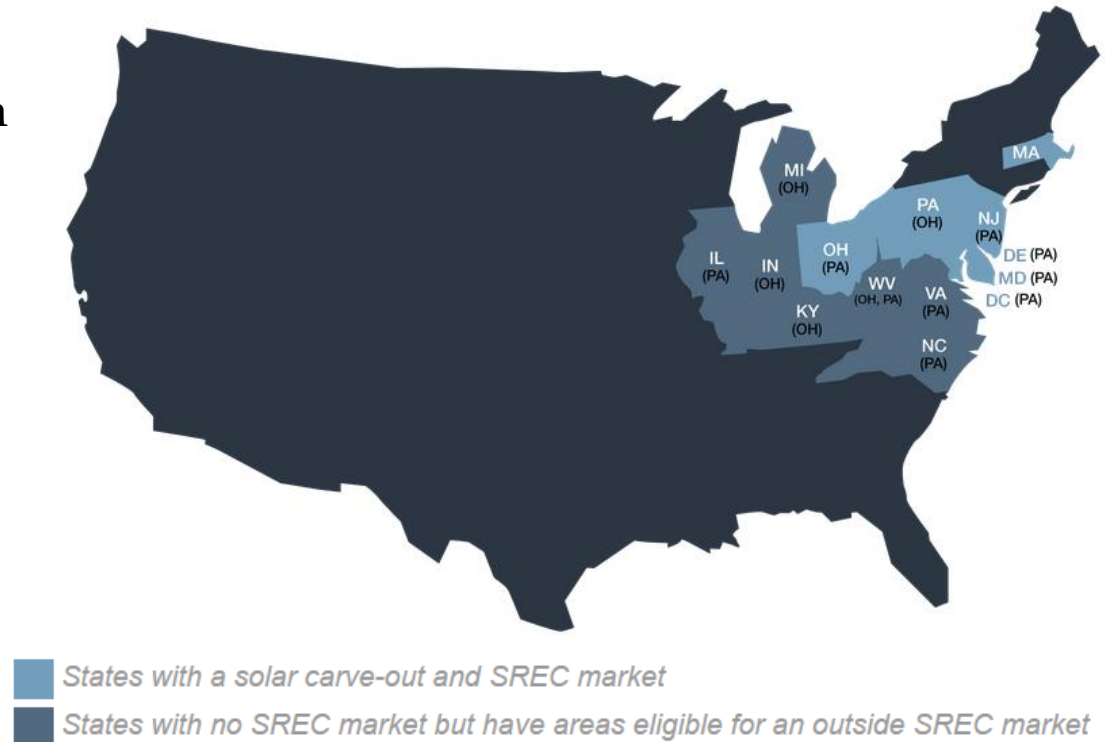 MA
MI
(OH)
PA
(OH)
NJ
(PA)
OH
(PA)
DE (PA)
IL
(PA)
IN
(OH)
MD (PA)
WV
(OH, PA)
VA
(PA)
DC (PA)
KY
(OH)
NC
(PA)
States with a solar carve-out and SREC market
States with no SREC market but have areas eligible for an outside SREC market